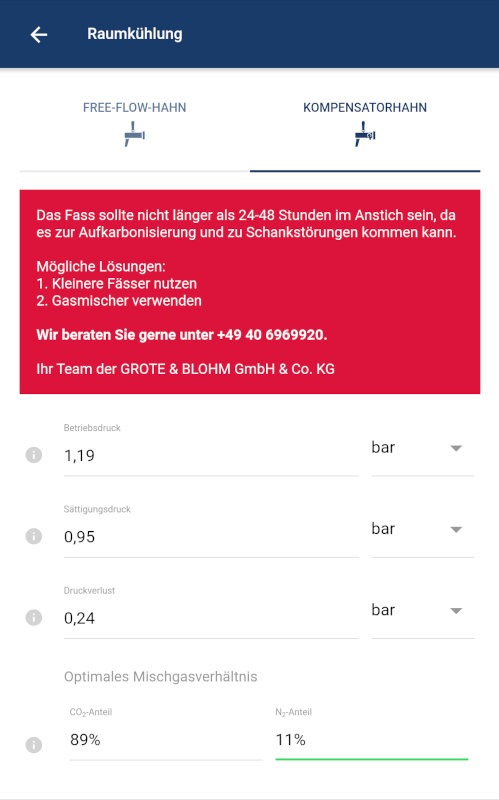 Raumkühlung
FREE-FLOW-HAHN
KOMPENSATORHAHN
Das Fass sollte nicht länger als 24-48 Stunden im Anstich sein, da
es zur Aufkarbonisierung und zu Schankstörungen kommen kann.
Mögliche Lösungen:
1. Kleinere Fässer nutzen
2. Gasmischer verwenden
Wir beraten Sie gerne unter +49 40 6969920.
Ihr Team der GROTE & BLOHM GmbH & Co. KG
Betriebsdruck
1,19
bar
Sättigungsdruck
0,95
bar
Druckverlust
0,24
bar
Optimales Mischgasverhältnis
CO₂-Anteil
N₂-Anteil
89%
11%